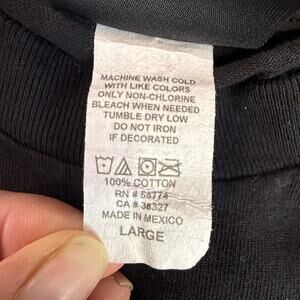 MACHINE WASH COLD
WITH LIKE COLORS
ONLY NON-CHLORINE
BLEACH WHEN NEEDED
TUMBLE DRY LOW
DO NOT IRON
IF DECORATED
100% COTTON
RN # 58774
CA # 38327
MADE IN MEXICO
LARGE